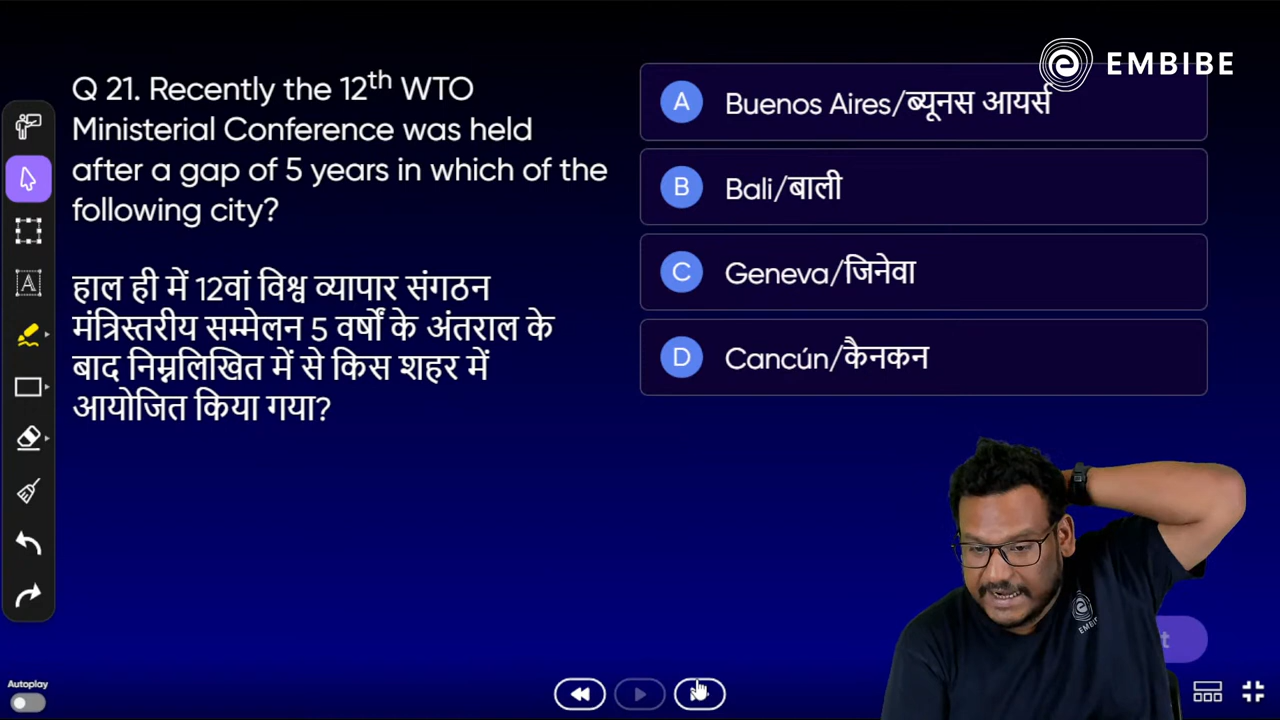 EMBIBE
Q 21. Recently the 12th WTO
Ministerial Conference was held
after a gap of 5 years in which of the
following city?
हाल ही में 12वां विश्व व्यापार संगठन
मंत्रिस्तरीय सम्मेलन 5 वर्षों के अंतराल के
बाद निम्नलिखित में से किस शहर में
आयोजित किया गया?
A Buenos Aires/ब्यूनस आयर्स
B Bali/बाली
C Geneva/जिनेवा
D Cancún/कैनकन
A
EMBIBE
Autoplay